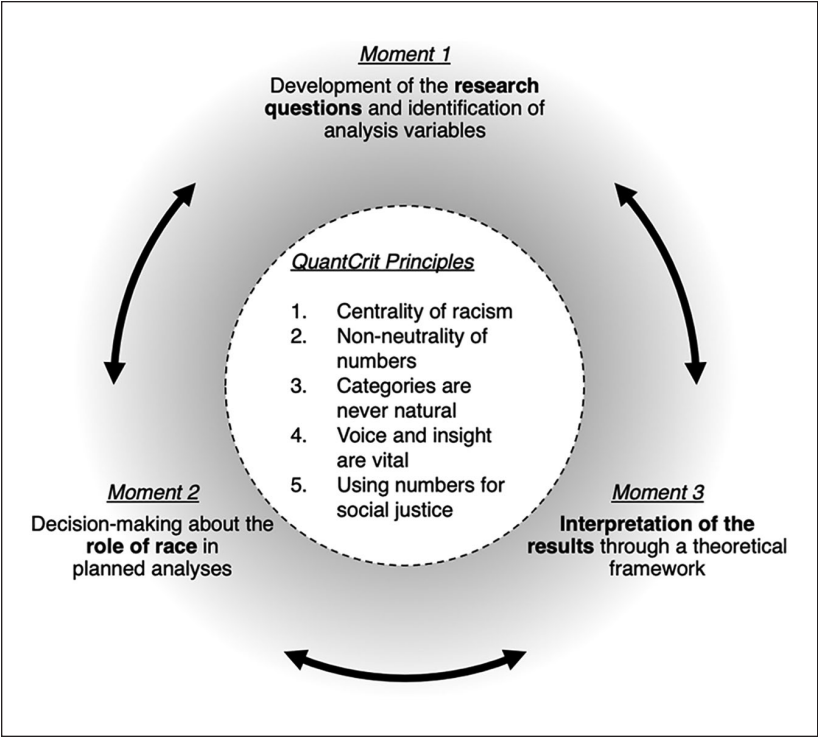 Moment 1
Development of the research
questions and identification of
analysis variables
QuantCrit Principles
1. Centrality of racism
2. Non-neutrality of
numbers
3. Categories are
never natural
4. Voice and insight
are vital
5. Using numbers for
social justice
Moment 2
Decision-making about the
role of race in
planned analyses
Moment 3
Interpretation of the
results through a theoretical
framework